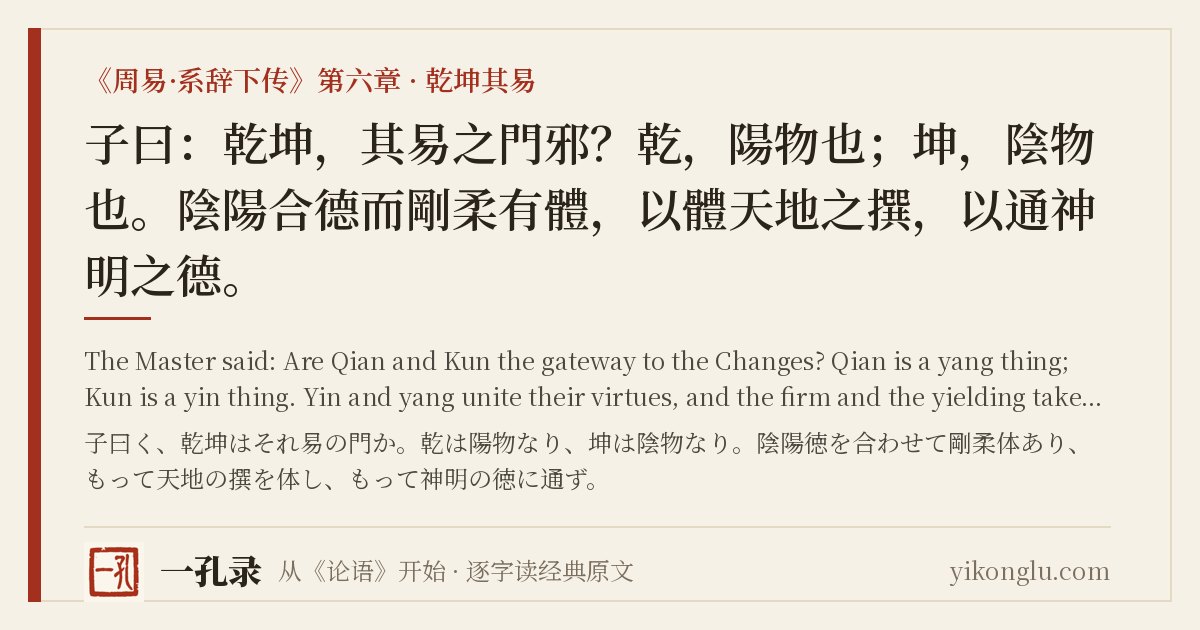 《周易·系辞下传》第六章 · 乾坤其易
子曰：乾坤，其易之門邪？乾，陽物也；坤，陰物
也。陰陽合德而剛柔有體，以體天地之撰，以通神
明之德。
The Master said: Are Qian and Kun the gateway to the Changes? Qian is a yang thing;
Kun is a yin thing. Yin and yang unite their virtues, and the firm and the yielding take…
子曰く、乾坤はそれ易の門か。乾は陽物なり、坤は陰物なり。陰陽徳を合わせて剛柔体あり、
もって天地の撰を体し、もって神明の徳に通ず。
一孔
一孔录 从《论语》开始 · 逐字读经典原文 yikonglu.com